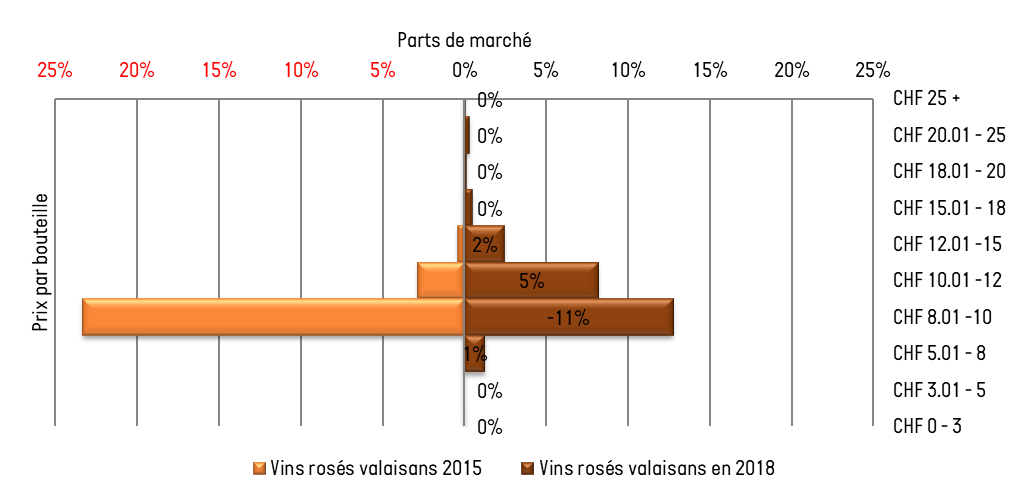 Parts de marché
25% 20% 15% 10% 5% 0% 5% 10% 15% 20% 25%
0% CHF 25 +
0% CHF 20.01 - 25
0% CHF 18.01 - 20
0% CHF 15.01 - 18
2% CHF 12.01 -15
5% CHF 10.01 -12
-11% CHF 8.01 -10
1% CHF 5.01 - 8
0% CHF 3.01 - 5
0% CHF 0 - 3
Prix par bouteille
Vins rosés valaisans 2015 Vins rosés valaisans en 2018